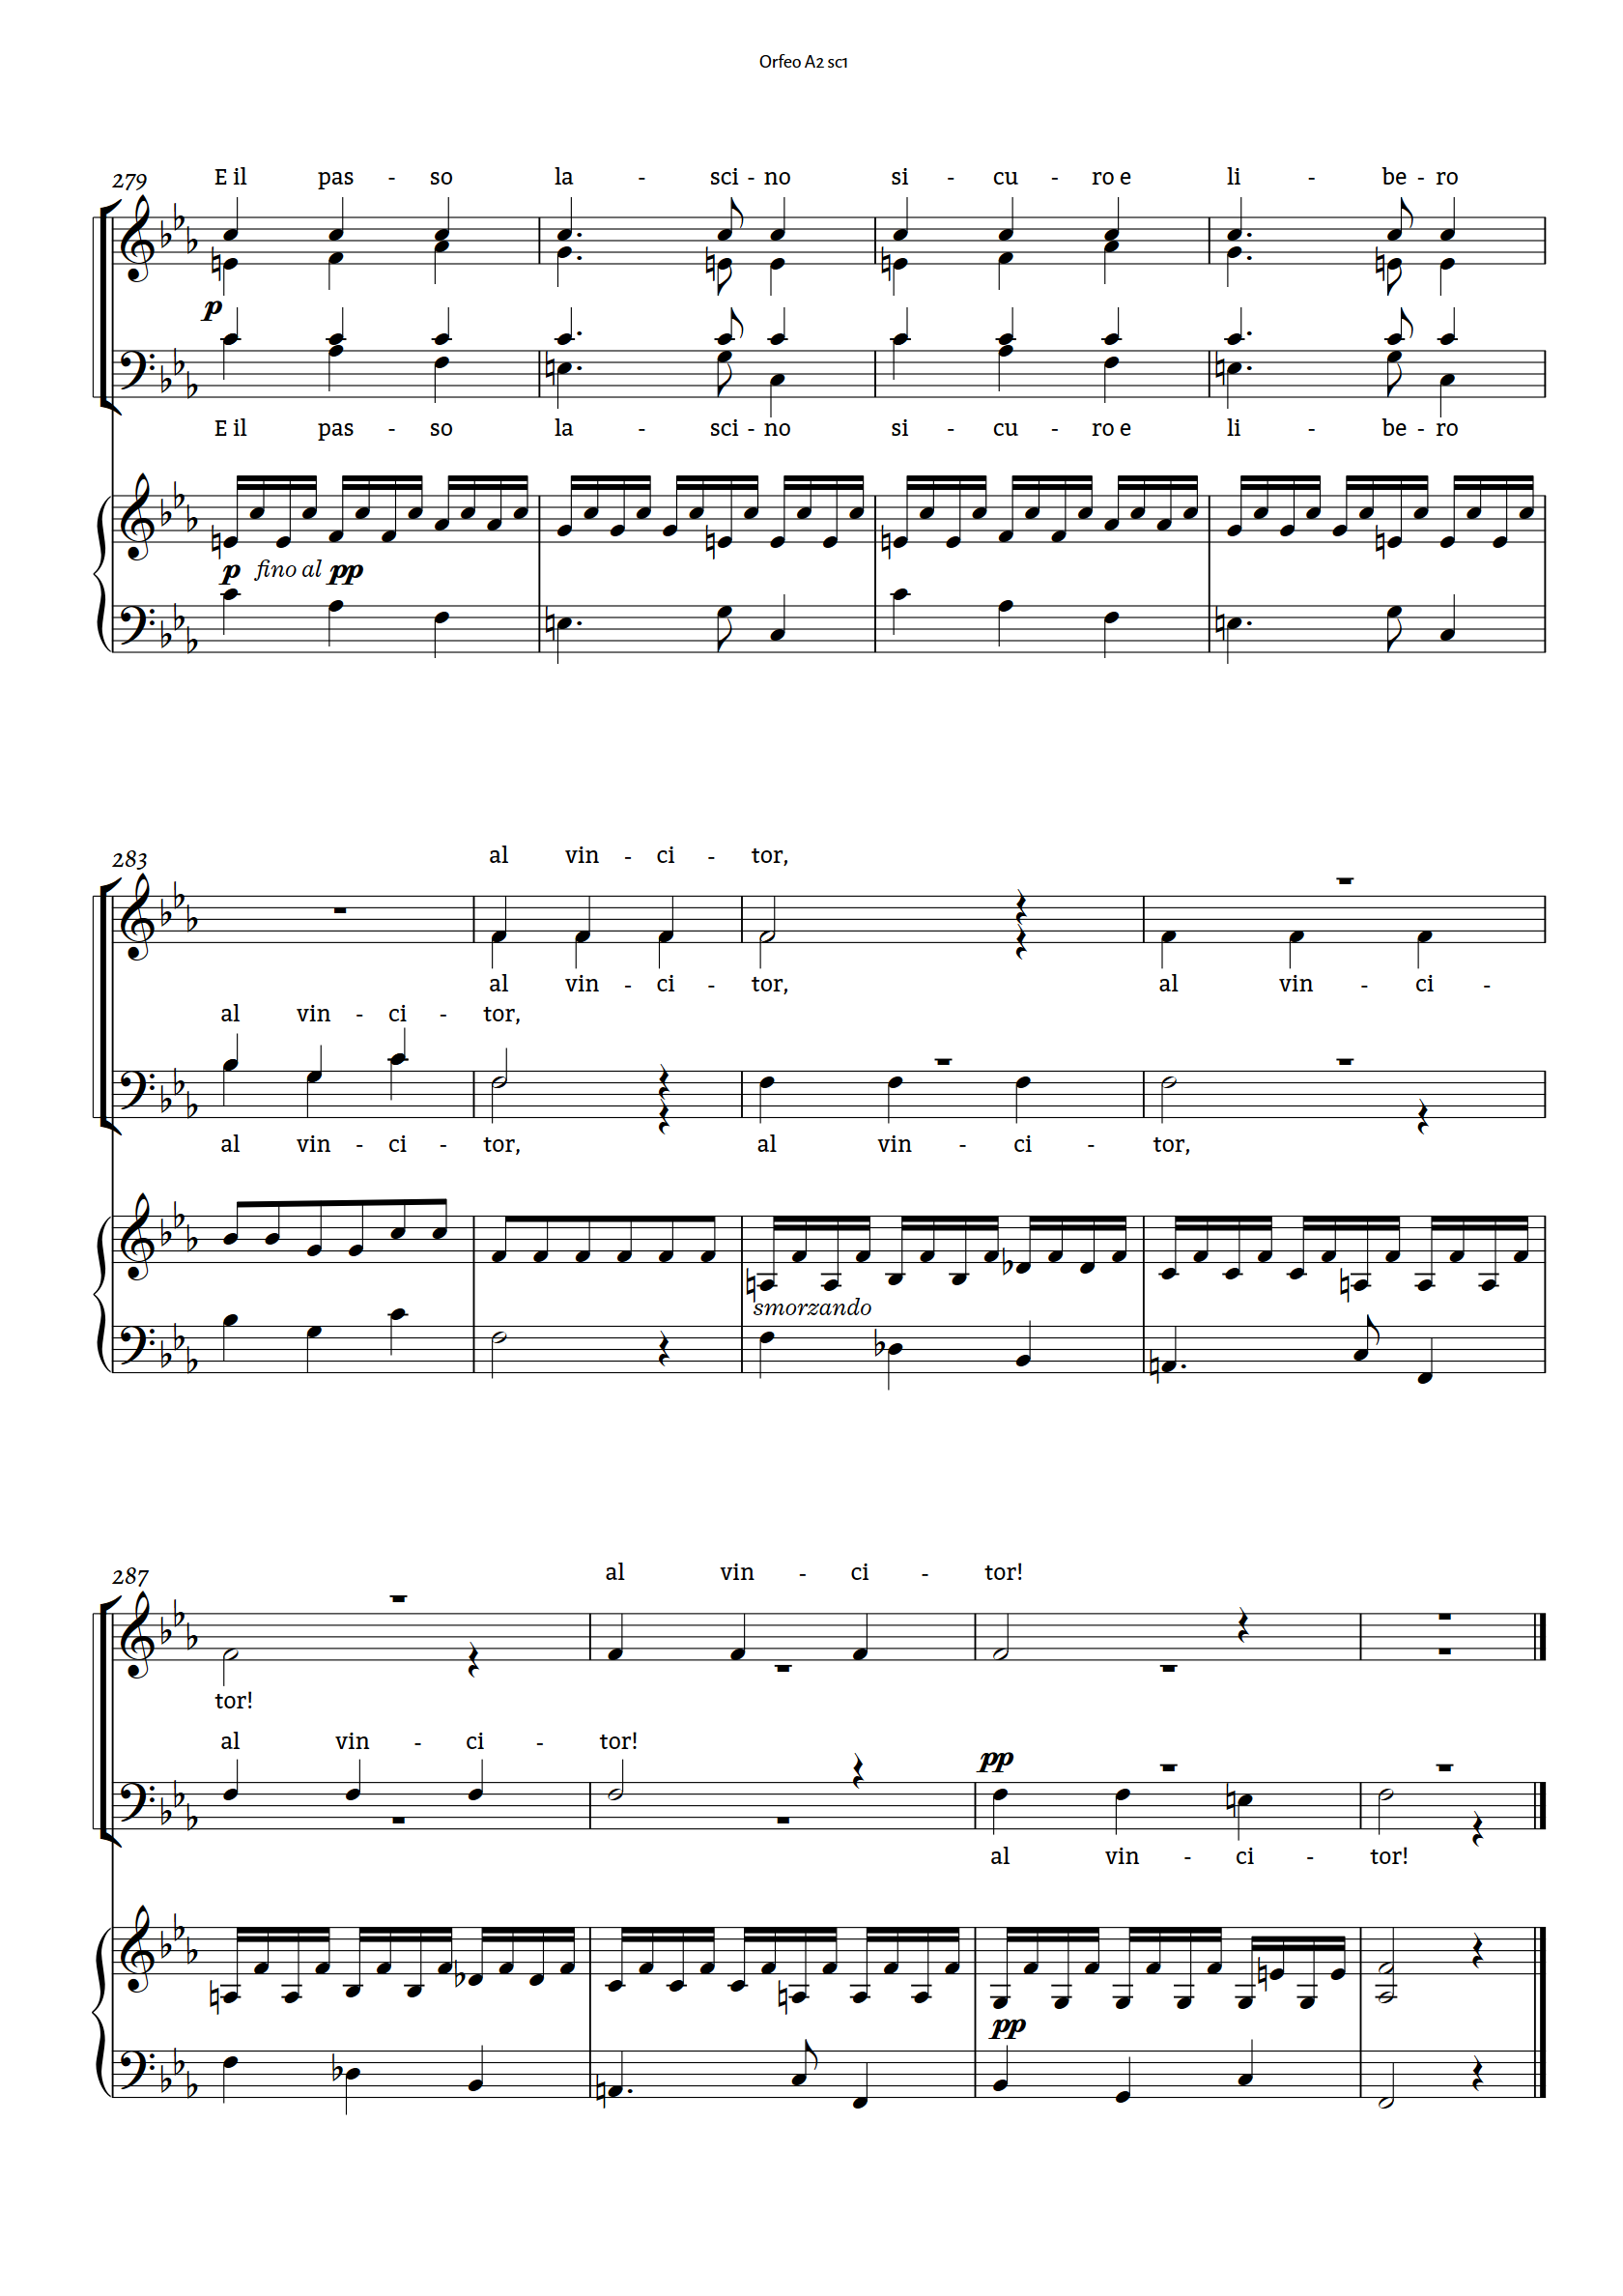 Orfeo A2 sc1
279
E il pas - so la - sci - no si - cu - ro e li - be - ro
p
E il pas - so la - sci - no si - cu - ro e li - be - ro
p fino al pp
283
al vin - ci - tor,
al vin - ci - tor, al vin - ci -
al vin - ci - tor,
al vin - ci - tor, al vin - ci - tor,
smorzando
287
al vin - ci - tor!
tor!
al vin - ci - tor!
pp
al vin - ci - tor!
pp